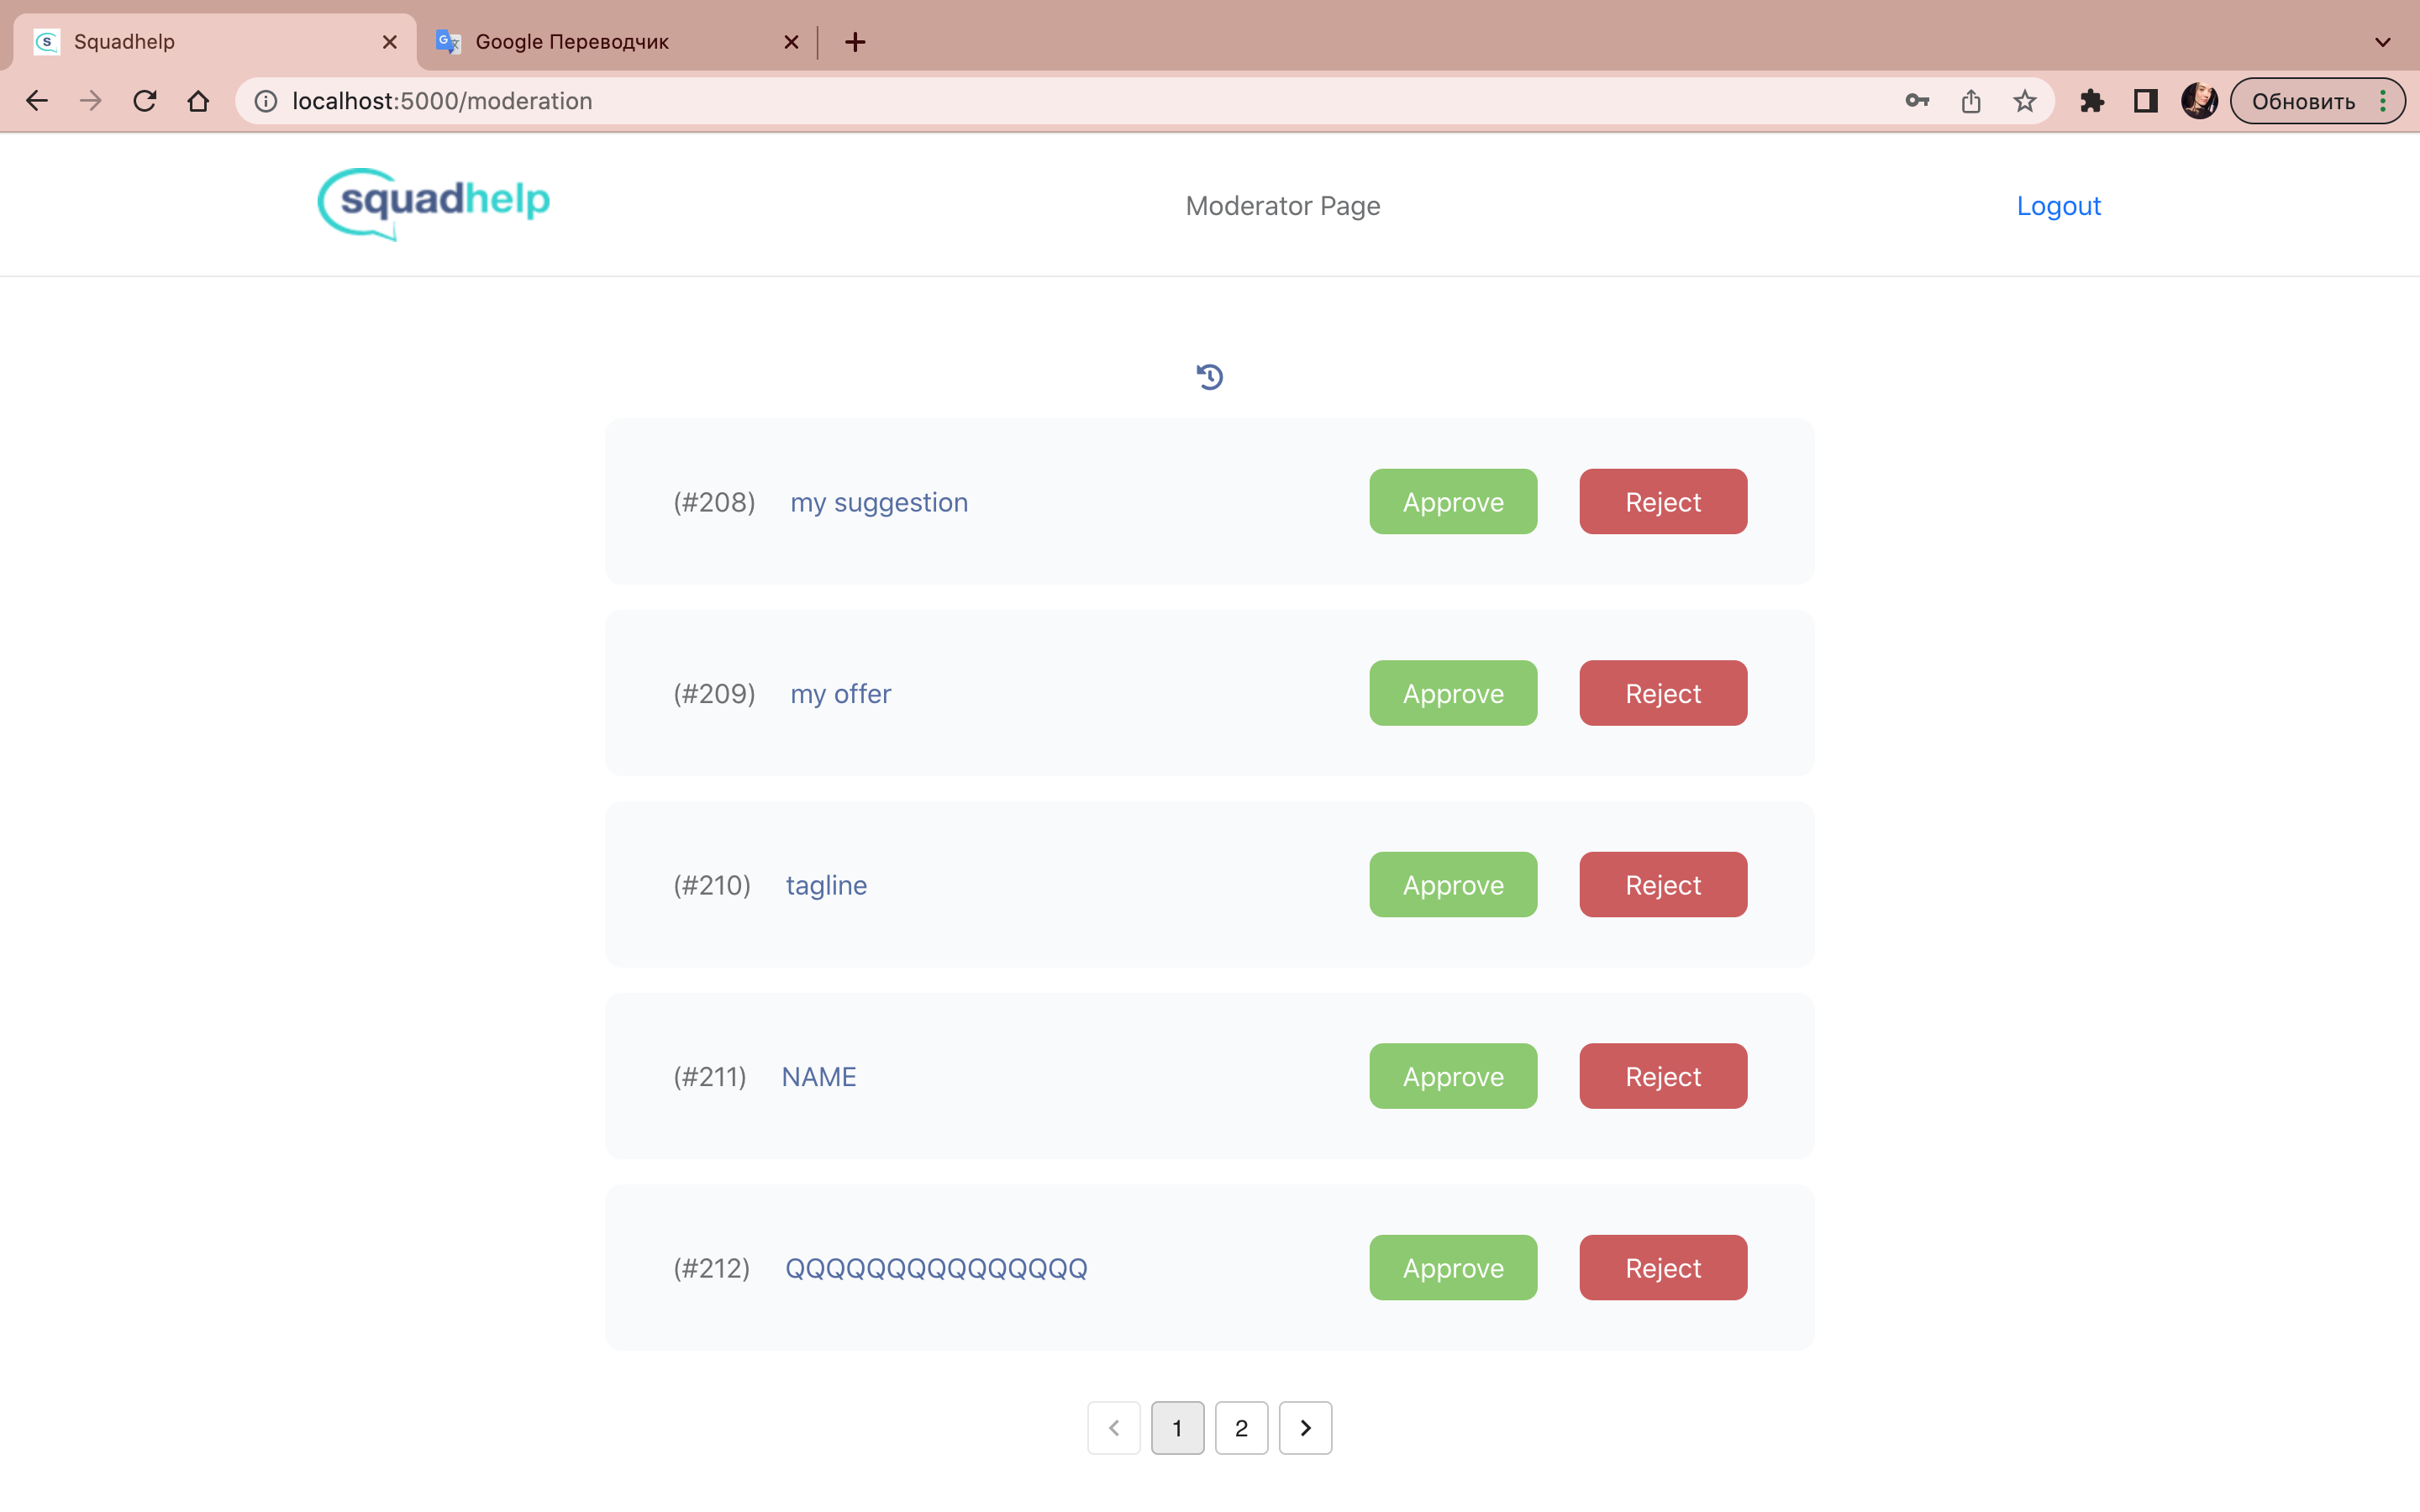 Squadhelp
Google Переводчик
localhost:5000/moderation
Обновить
squadhelp
Moderator Page
Logout
(#208) my suggestion Approve Reject
(#209) my offer Approve Reject
(#210) tagline Approve Reject
(#211) NAME Approve Reject
(#212) QQQQQQQQQQQQQQQ Approve Reject
1 2